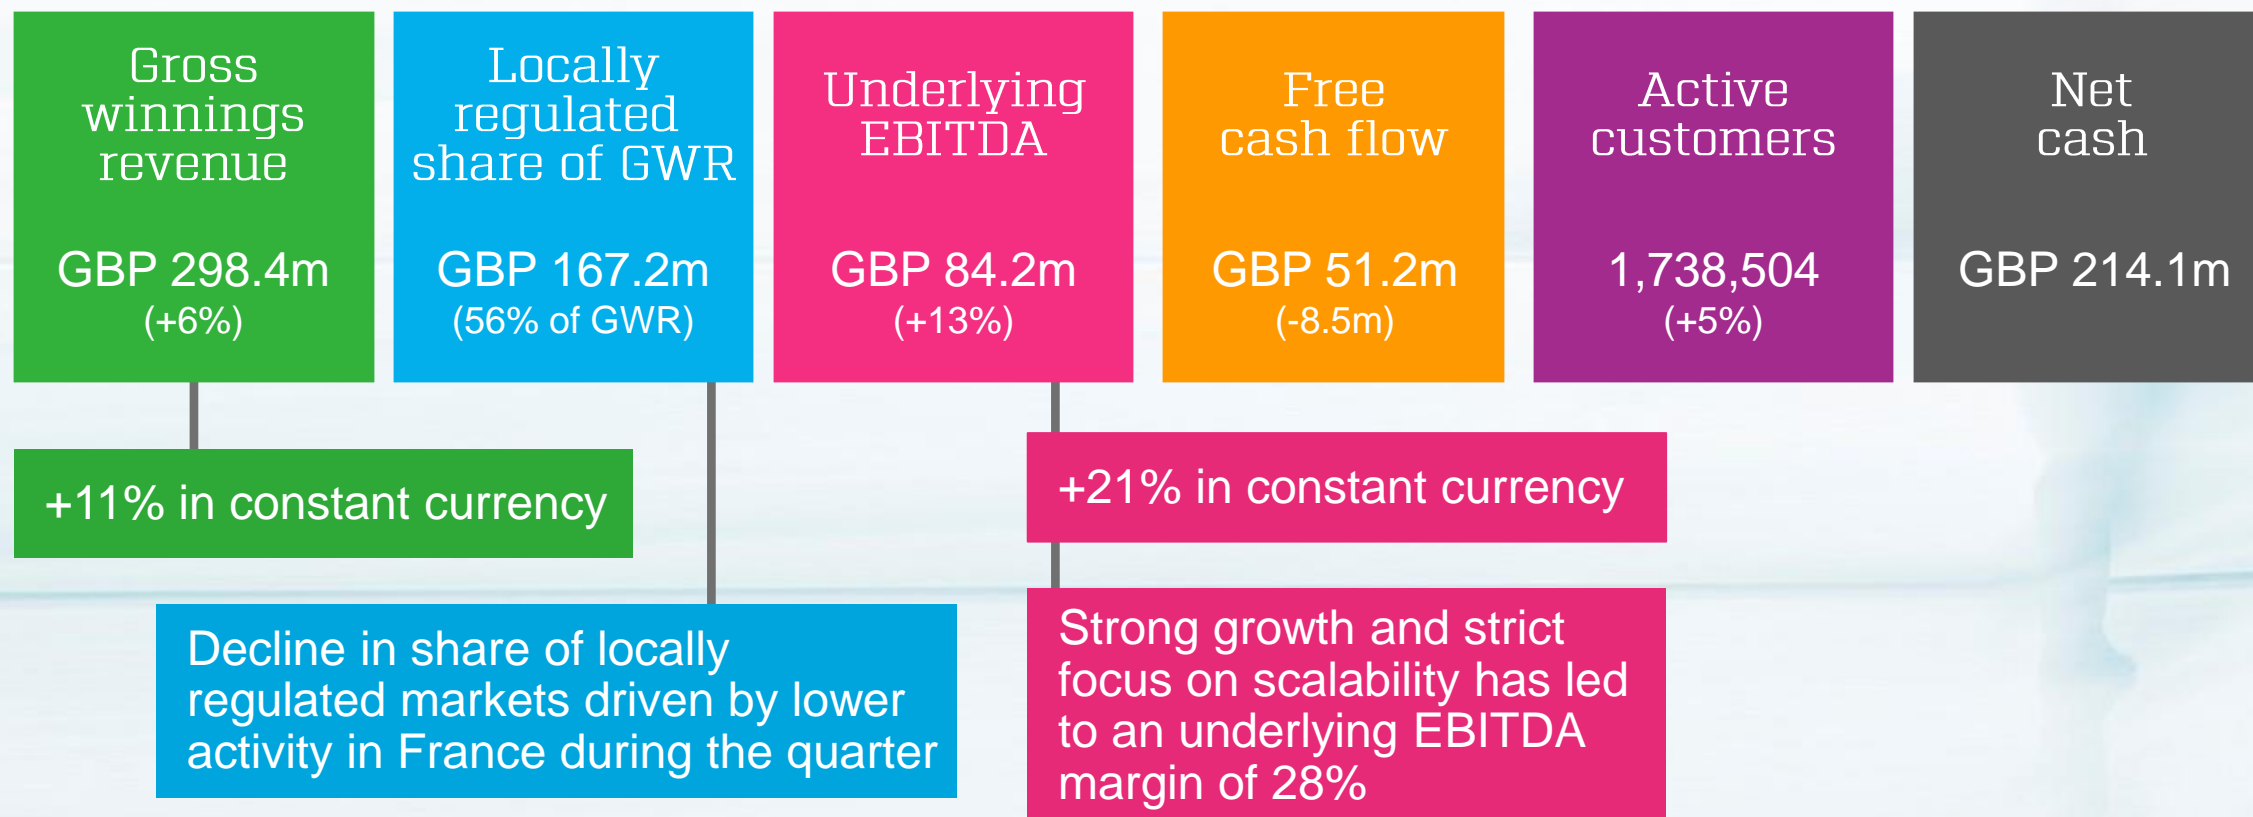 Gross
winnings
revenue
GBP 298.4m
(+6%)
Locally
regulated
share of GWR
GBP 167.2m
(56% of GWR)
Underlying
EBITDA
GBP 84.2m
(+13%)
Free
cash flow
GBP 51.2m
(-8.5m)
Active
customers
1,738,504
(+5%)
Net
cash
GBP 214.1m
+11% in constant currency
Decline in share of locally
regulated markets driven by lower
activity in France during the quarter
+21% in constant currency
Strong growth and strict
focus on scalability has led
to an underlying EBITDA
margin of 28%